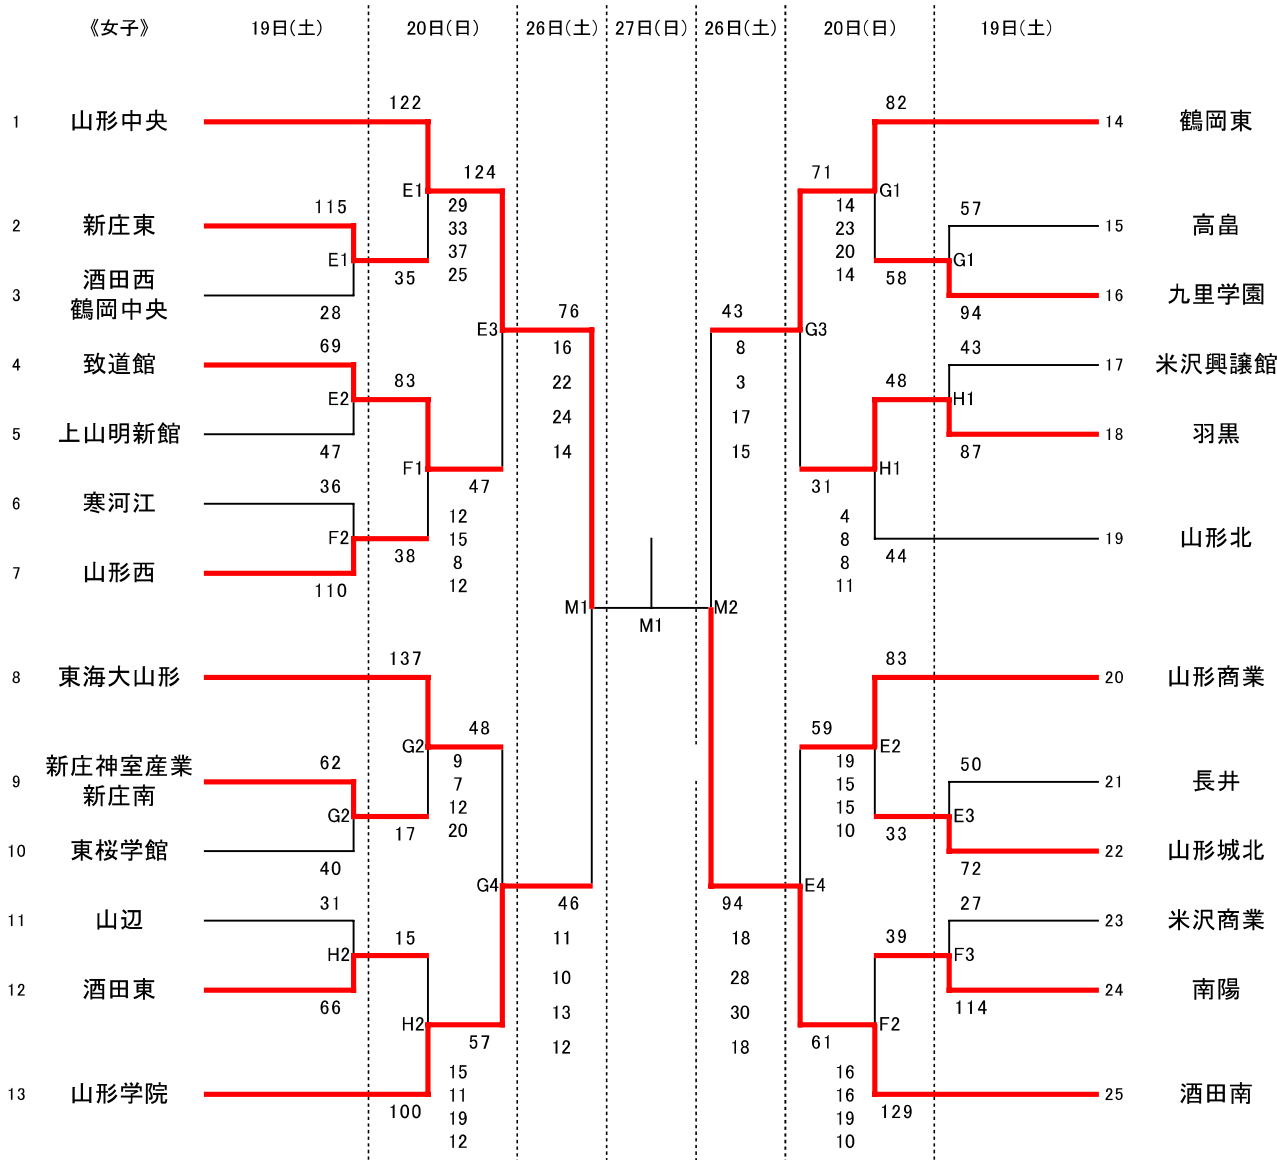 《女子》
19日(土)
20日(日)
26日(土)
27日(日)
26日(土)
20日(日)
19日(土)
1
山形中央
122
2
新庄東
115
E1
3
酒田西
鶴岡中央
28
35
E1
124
29
33
37
25
4
致道館
69
E2
5
上山明新館
47
83
F1
6
寒河江
36
F2
7
山形西
110
38
47
12
15
8
12
E3
76
16
22
24
14
8
東海大山形
137
9
新庄神室産業
新庄南
62
G2
10
東桜学館
40
17
G2
48
9
7
12
20
11
山辺
31
H2
12
酒田東
66
15
H2
13
山形学院
100
57
15
11
19
12
G4
46
11
10
13
12
M1
M1
M2
43
8
3
17
15
G3
82
14
鶴岡東
71
14
23
20
14
G1
57
15
高畠
G1
58
94
16
九里学園
43
17
米沢興譲館
48
H1
87
18
羽黒
H1
31
4
8
8
11
44
19
山形北
83
20
山形商業
59
19
15
15
10
E2
50
21
長井
E3
33
72
22
山形城北
E4
94
18
28
30
18
27
23
米沢商業
39
F3
114
24
南陽
F2
61
16
16
19
10
129
25
酒田南